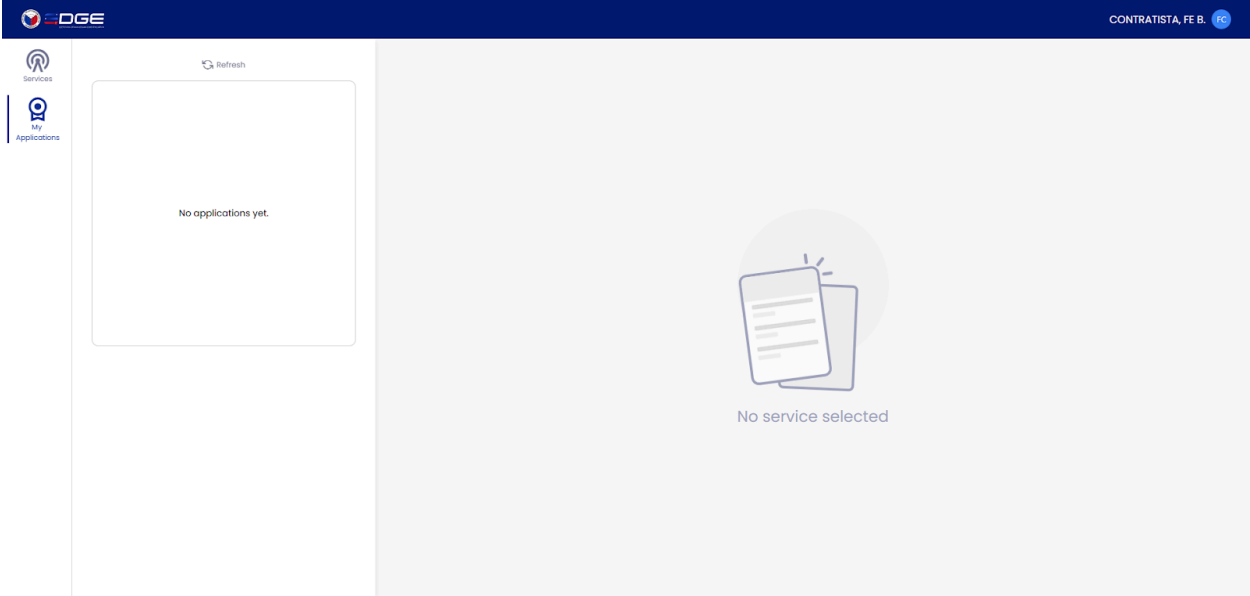 EDGE
CONTRATISTA, FE B. FC
Services
My
Applications
Refresh
No applications yet.
No service selected